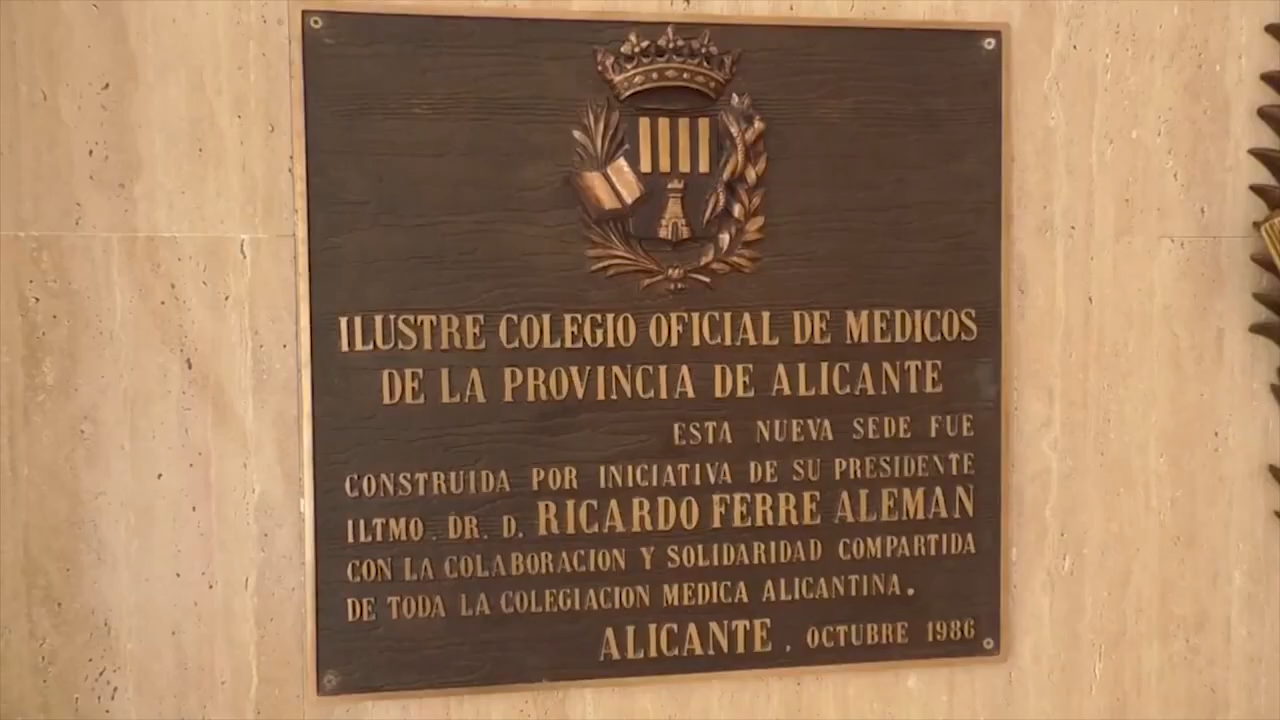 ILUSTRE COLEGIO OFICIAL DE MEDICOS
DE LA PROVINCIA DE ALICANTE
ESTA NUEVA SEDE FUE
CONSTRUIDA POR INICIATIVA DE SU PRESIDENTE
ILTMO. DR. D. RICARDO FERRE ALEMAN
CON LA COLABORACION Y SOLIDARIDAD COMPARTIDA
DE TODA LA COLEGIACION MEDICA ALICANTINA.
ALICANTE, OCTUBRE 1986